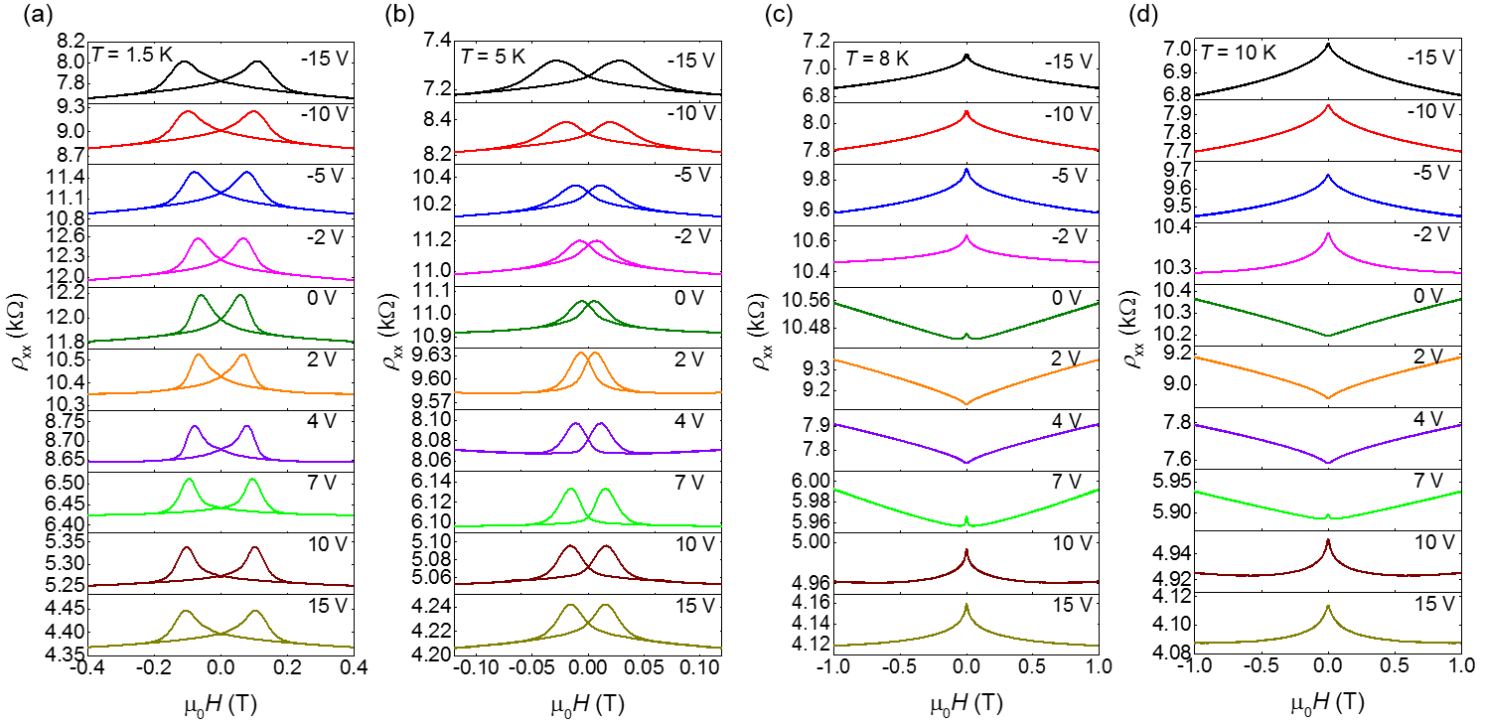 (a)
T = 1.5 K
ρxx (kΩ)
8.2
8.0
7.8
-15 V
9.3
9.0
8.7
-10 V
11.4
11.1
10.8
-5 V
12.6
12.3
12.0
-2 V
12.2
12.0
11.8
0 V
10.5
10.4
10.3
2 V
8.75
8.70
8.65
4 V
6.50
6.45
6.40
7 V
5.35
5.30
5.25
10 V
4.45
4.40
4.35
15 V
-0.4 -0.2 0.0 0.2 0.4
μ0H (T)
(b)
T = 5 K
ρxx (kΩ)
7.4
7.2
-15 V
8.4
8.2
-10 V
10.4
10.2
-5 V
11.2
11.0
-2 V
11.1
11.0
10.9
0 V
9.63
9.60
9.57
2 V
8.10
8.08
8.06
4 V
6.14
6.12
6.10
7 V
5.10
5.08
5.06
10 V
4.24
4.22
4.20
15 V
-0.10 -0.05 0.00 0.05 0.10
μ0H (T)
(c)
T = 8 K
ρxx (kΩ)
7.2
7.0
6.8
-15 V
8.0
7.8
-10 V
9.8
9.6
-5 V
10.6
10.4
-2 V
10.56
10.48
0 V
9.3
9.2
2 V
7.9
7.8
4 V
6.00
5.98
5.96
7 V
5.00
4.96
10 V
4.16
4.14
4.12
15 V
-1.0 -0.5 0.0 0.5 1.0
μ0H (T)
(d)
T = 10 K
ρxx (kΩ)
7.0
6.9
6.8
-15 V
7.9
7.8
7.7
-10 V
9.7
9.6
9.5
-5 V
10.4
10.3
-2 V
10.4
10.3
10.2
0 V
9.2
9.0
2 V
7.8
7.6
4 V
5.95
5.90
7 V
4.94
4.92
10 V
4.12
4.10
4.08
15 V
-1.0 -0.5 0.0 0.5 1.0
μ0H (T)